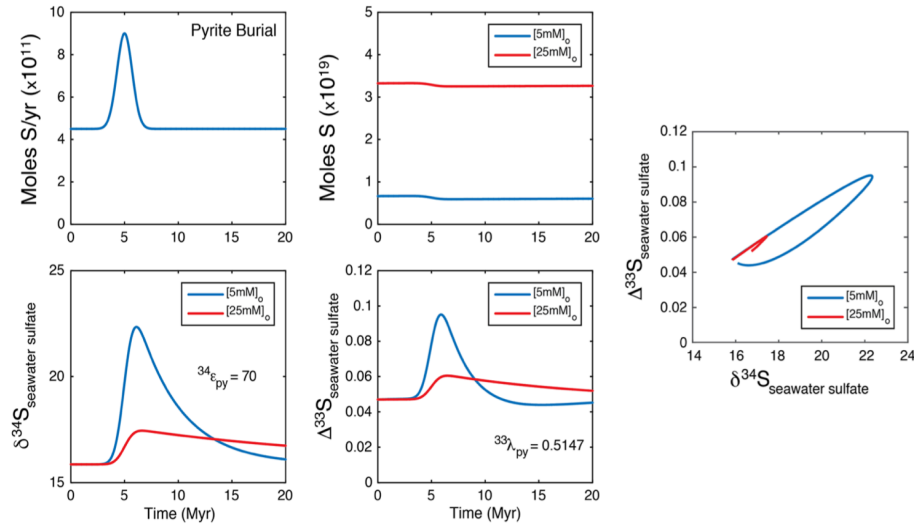 Pyrite Burial
Moles S/yr (x10¹¹)
10
8
6
4
2
0
0 5 10 15 20
Moles S (x10¹⁹)
5
4
3
2
1
0
0 5 10 15 20
[5mM]ₒ
[25mM]ₒ
δ³⁴S seawater sulfate
25
20
15
0 5 10 15 20
Time (Myr)
[5mM]ₒ
[25mM]ₒ
³⁴εpy = 70
Δ³³S seawater sulfate
0.12
0.1
0.08
0.06
0.04
0.02
0
0 5 10 15 20
Time (Myr)
[5mM]ₒ
[25mM]ₒ
³³λpy = 0.5147
Δ³³S seawater sulfate
0.12
0.1
0.08
0.06
0.04
0.02
0
14 16 18 20 22 24
δ³⁴S seawater sulfate
[5mM]ₒ
[25mM]ₒ